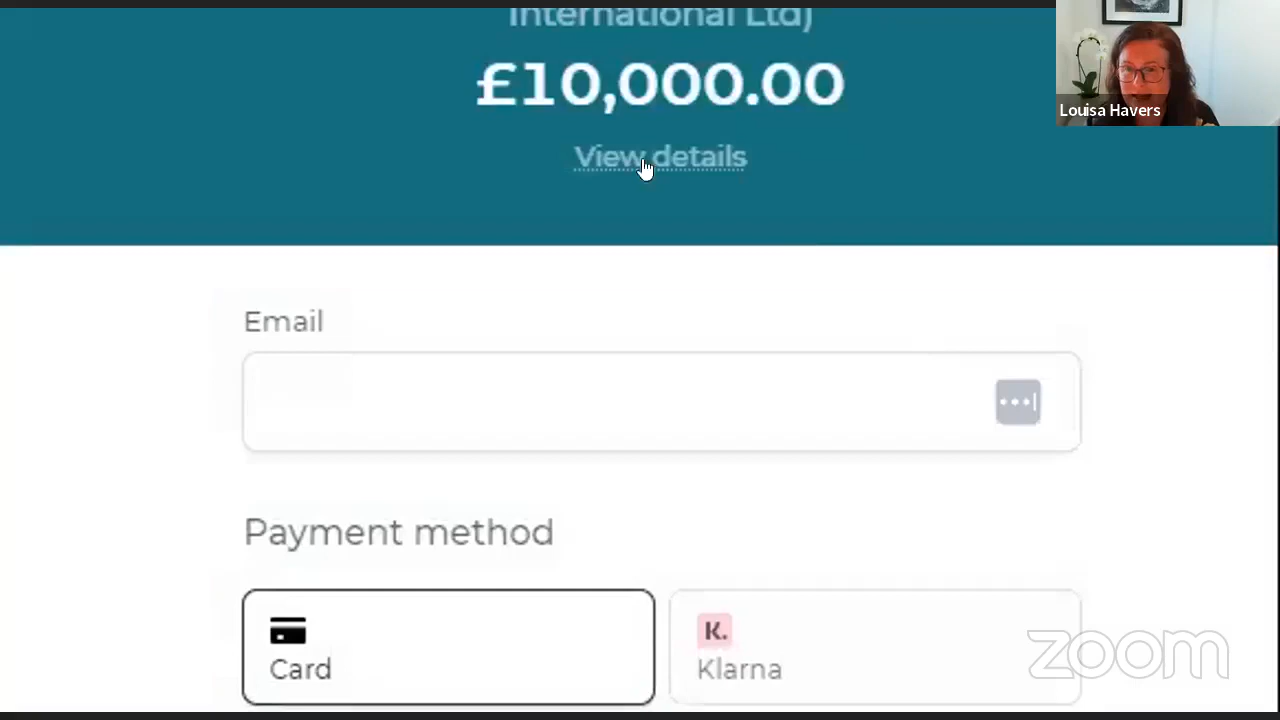 International Ltd)
£10,000.00
View details
Louisa Havers
Email
Payment method
K.
Card
Klarna
zoom